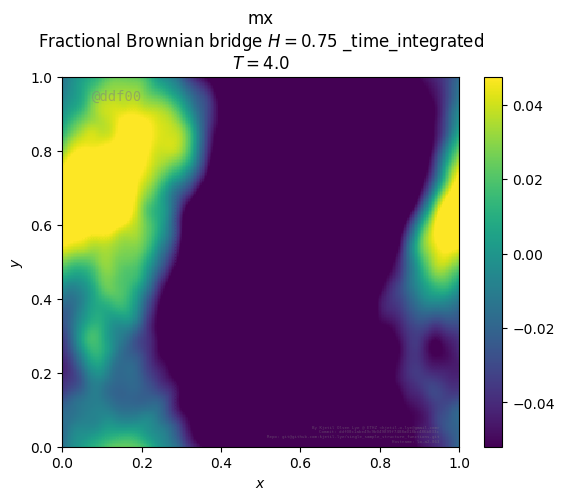 mx
Fractional Brownian bridge H = 0.75 _time_integrated
T = 4.0
@ddf00
1.0
0.8
0.6
0.4
0.2
0.0
y
0.0 0.2 0.4 0.6 0.8 1.0
x
0.04
0.02
0.00
−0.02
−0.04